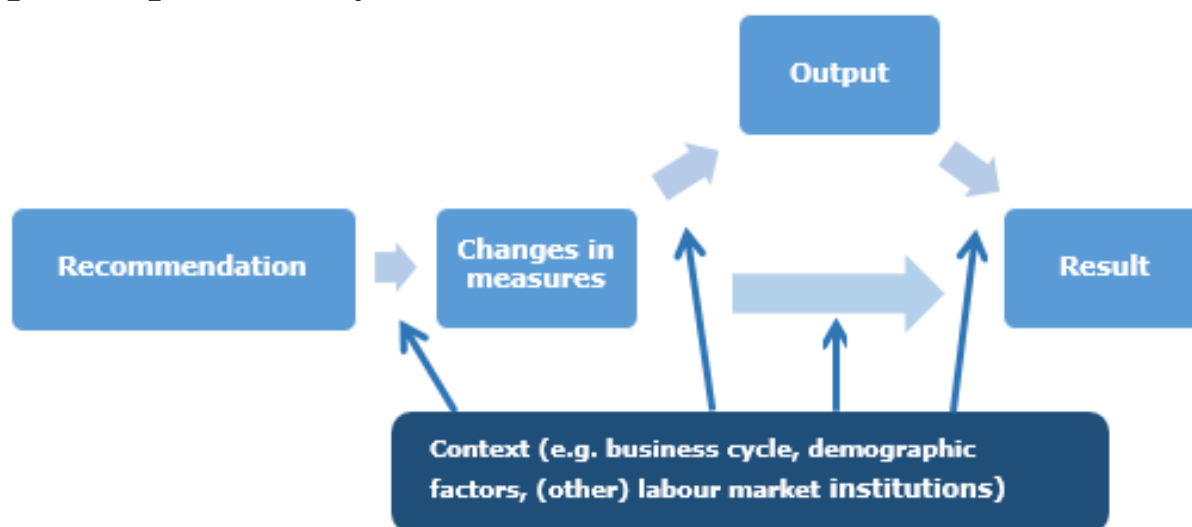 Output
Recommendation
Changes in
measures
Result
Context (e.g. business cycle, demographic
factors, (other) labour market institutions)